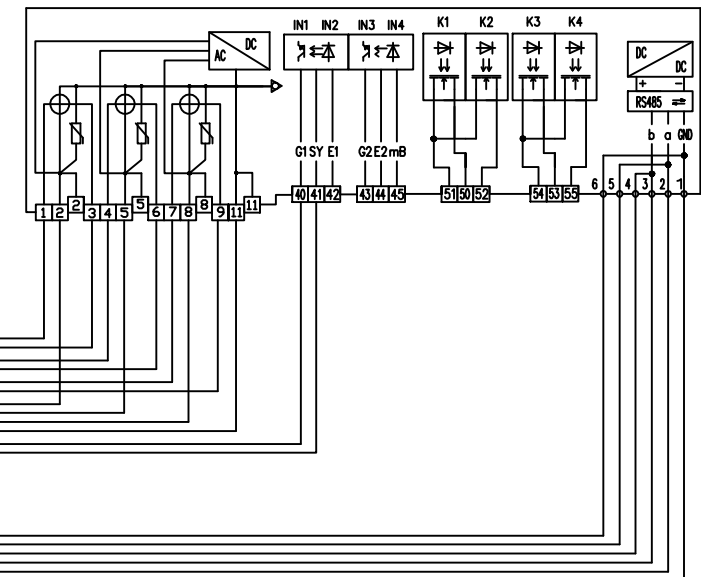 IN1 IN2 IN3 IN4 K1 K2 K3 K4
DC
AC
DC
DC
+ −
RS485
G1 SY E1 G2 E2 mB
b a GND
6 5 4 3 2 1
1 2 2 3 4 5 5 6 7 8 8 9 11 11
40 41 42 43 44 45 51 50 52 54 53 55